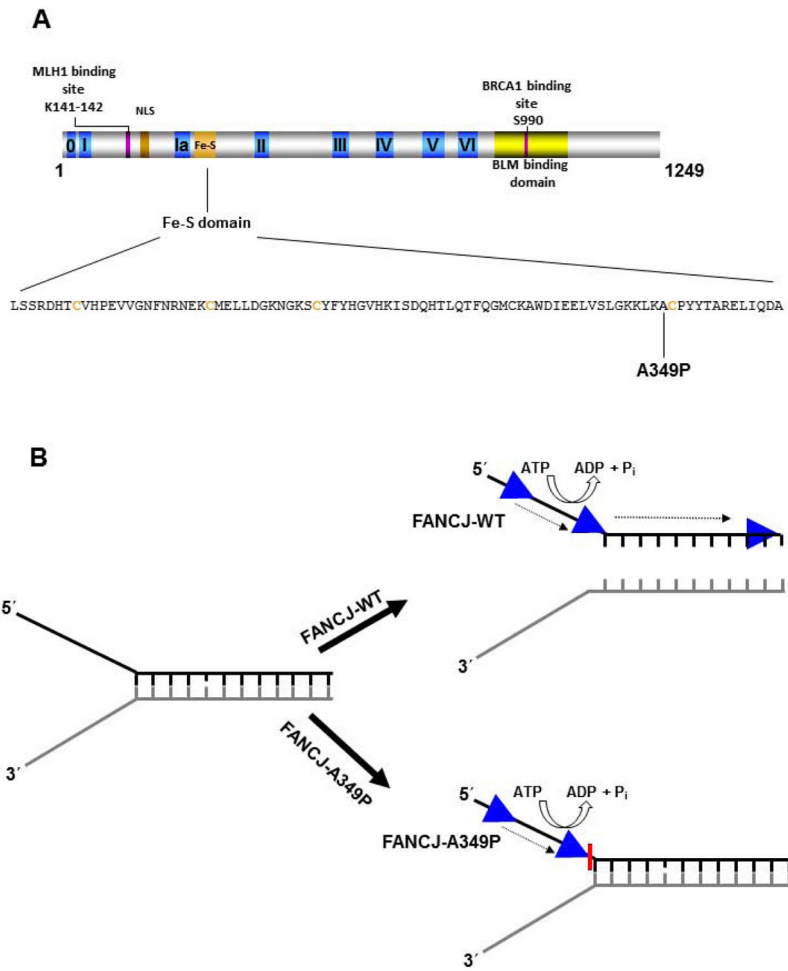 A
MLH1 binding
site
K141-142
NLS
BRCA1 binding
site
S990
0 I Ia Fe-S II III IV V VI
BLM binding
domain
1
1249
Fe-S domain
LSSRDHTCVHPEVVGNFNRNEKCMELLDGKNGKSCYFYHGVHKISDQHTLQTFQGMCKAWDIEELVSLGKKLKACPYYTARELIQDA
A349P
B
5´
ATP
ADP + Pi
FANCJ-WT
5´
FANCJ-WT
3´
3´
FANCJ-A349P
5´
ATP
ADP + Pi
FANCJ-A349P
3´